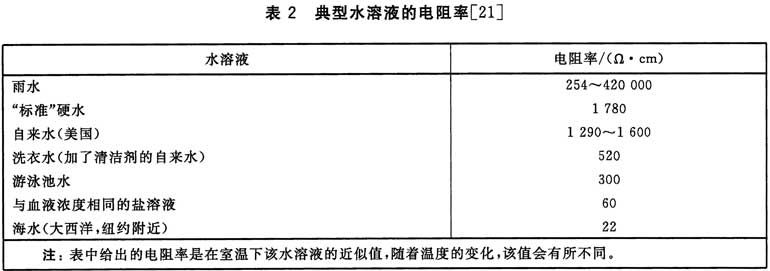 表 2 典型水溶液的电阻率[21]
水溶液 电阻率/(Ω·cm)
雨水 254～420 000
“标准”硬水 1 780
自来水(美国) 1 290～1 600
洗衣水(加了清洁剂的自来水) 520
游泳池水 300
与血液浓度相同的盐溶液 60
海水(大西洋,纽约附近) 22
注：表中给出的电阻率是在室温下该水溶液的近似值,随着温度的变化,该值会有所不同。